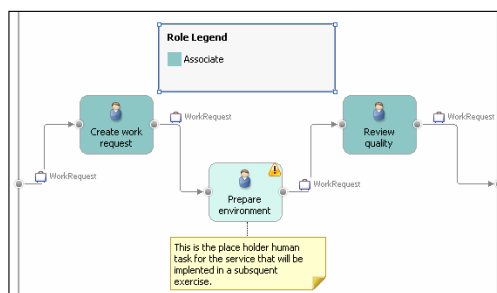 Role Legend
Associate
Create work
request
WorkRequest
WorkRequest
Prepare
environment
WorkRequest
Review
quality
WorkRequest
This is the place holder human
task for the service that will be
implented in a subsquent
exercise.